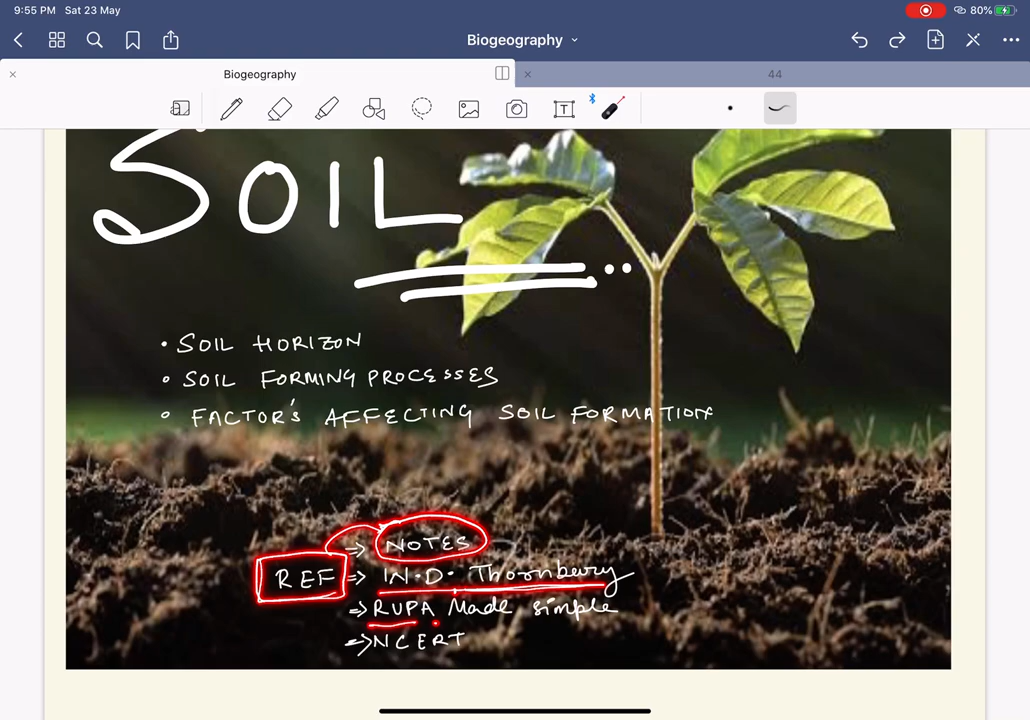 9:55 PM Sat 23 May
80%
Biogeography
Biogeography
44
T
SOIL
• SOIL HORIZON
• SOIL FORMING PROCESSES
• FACTOR'S AFFECTING SOIL FORMATION
⇒ NOTES
REF ⇒ W.D. Thornbury
⇒ RUPA Made simple
⇒ NCERT